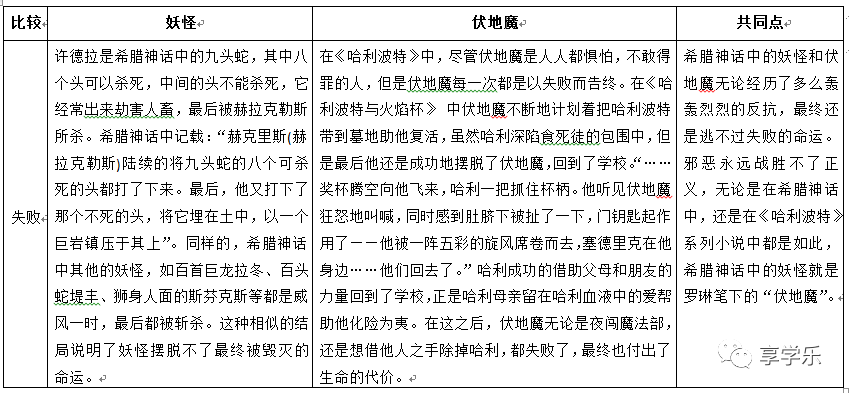 比较
妖怪
伏地魔
共同点
失败
许德拉是希腊神话中的九头蛇，其中八
个头可以杀死，中间的头不能杀死，它
经常出来劫害人畜，最后被赫拉克勒斯
所杀。希腊神话中记载：“赫克里斯(赫
拉克勒斯)陆续的将九头蛇的八个可杀
死的头都打了下来。最后，他又打下了
那个不死的头，将它埋在土中，以一个
巨岩镇压于其上”。同样的，希腊神话
中其他的妖怪，如百首巨龙拉冬、百头
蛇堤丰、狮身人面的斯芬克斯等都是威
风一时，最后都被斩杀。这种相似的结
局说明了妖怪摆脱不了最终被毁灭的
命运。
在《哈利波特》中，尽管伏地魔是人人都惧怕，不敢得
罪的人，但是伏地魔每一次都是以失败而告终。在《哈
利波特与火焰杯》 中伏地魔不断地计划着把哈利波特
带到墓地助他复活，虽然哈利深陷食死徒的包围中，但
是最后他还是成功地摆脱了伏地魔，回到了学校。“……
奖杯腾空向他飞来，哈利一把抓住杯柄。他听见伏地魔
狂怒地叫喊，同时感到肚脐下被扯了一下，门钥匙起作
用了——他被一阵五彩的旋风席卷而去，塞德里克在他
身边……他们回去了。”哈利成功的借助父母和朋友的
力量回到了学校，正是哈利母亲留在哈利血液中的爱帮
助他化险为夷。在这之后，伏地魔无论是夜闯魔法部，
还是想借他人之手除掉哈利，都失败了，最终也付出了
生命的代价。
希腊神话中的妖怪和伏
地魔无论经历了多么轰
轰烈烈的反抗，最终还
是逃不过失败的命运。
邪恶永远战胜不了正
义，无论是在希腊神话
中，还是在《哈利波特》
系列小说中都是如此，
希腊神话中的妖怪就是
罗琳笔下的“伏地魔”。
享学乐